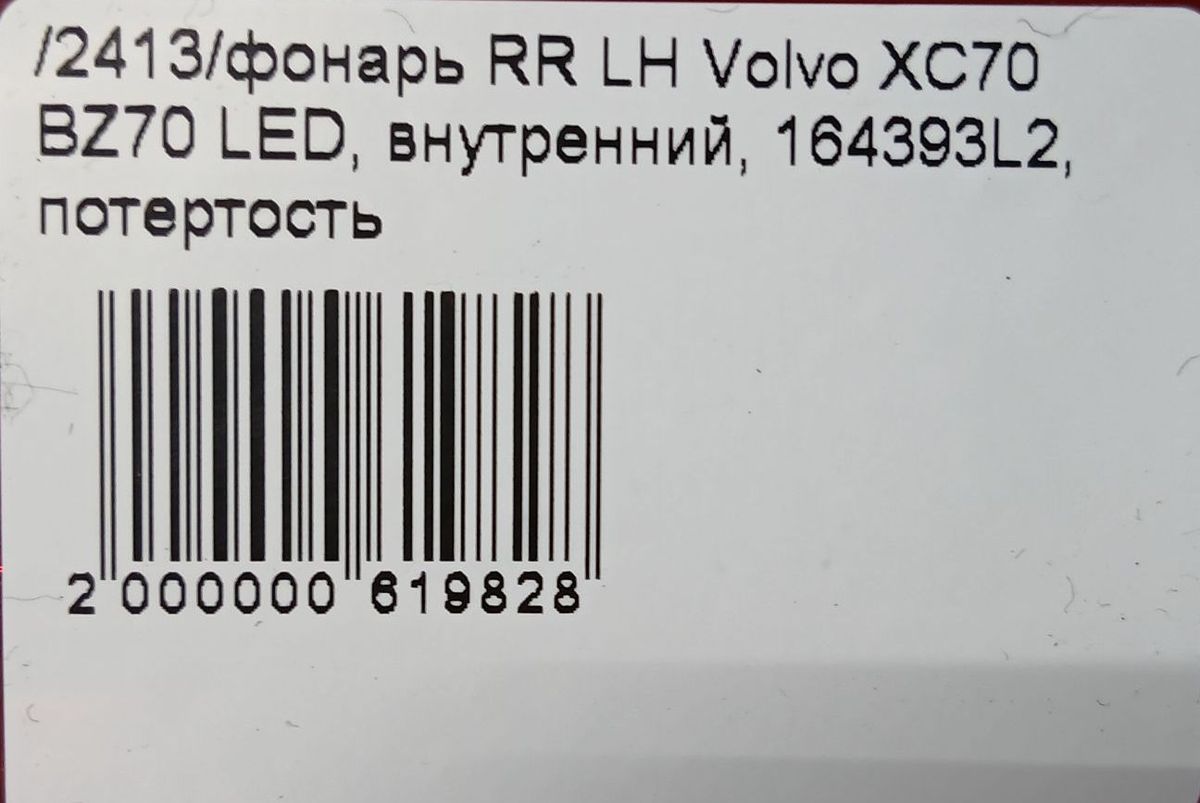 /2413/фонарь RR LH Volvo XC70
BZ70 LED, внутренний, 164393L2,
потертость
2 000000 619828